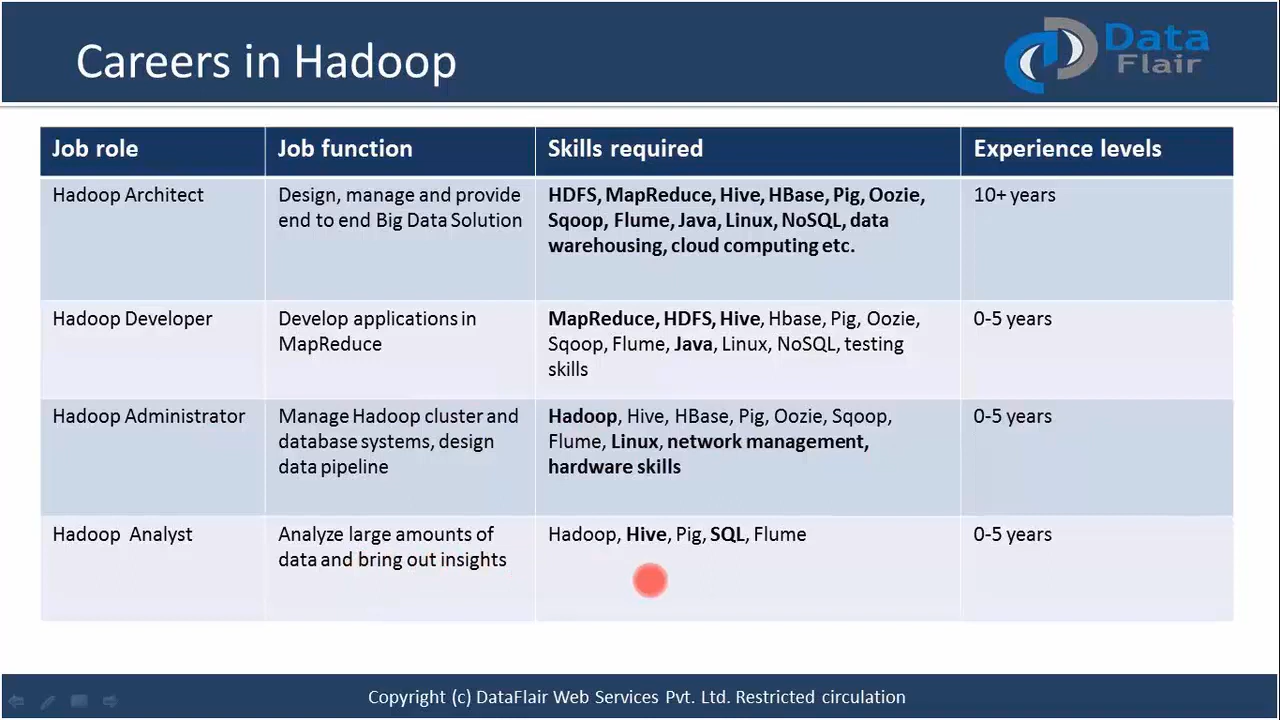 Careers in Hadoop
Data
Flair
Job role
Job function
Skills required
Experience levels
Hadoop Architect
Design, manage and provide
end to end Big Data Solution
HDFS, MapReduce, Hive, HBase, Pig, Oozie,
Sqoop, Flume, Java, Linux, NoSQL, data
warehousing, cloud computing etc.
10+ years
Hadoop Developer
Develop applications in
MapReduce
MapReduce, HDFS, Hive, Hbase, Pig, Oozie,
Sqoop, Flume, Java, Linux, NoSQL, testing
skills
0-5 years
Hadoop Administrator
Manage Hadoop cluster and
database systems, design
data pipeline
Hadoop, Hive, HBase, Pig, Oozie, Sqoop,
Flume, Linux, network management,
hardware skills
0-5 years
Hadoop Analyst
Analyze large amounts of
data and bring out insights
Hadoop, Hive, Pig, SQL, Flume
0-5 years
Copyright (c) DataFlair Web Services Pvt. Ltd. Restricted circulation